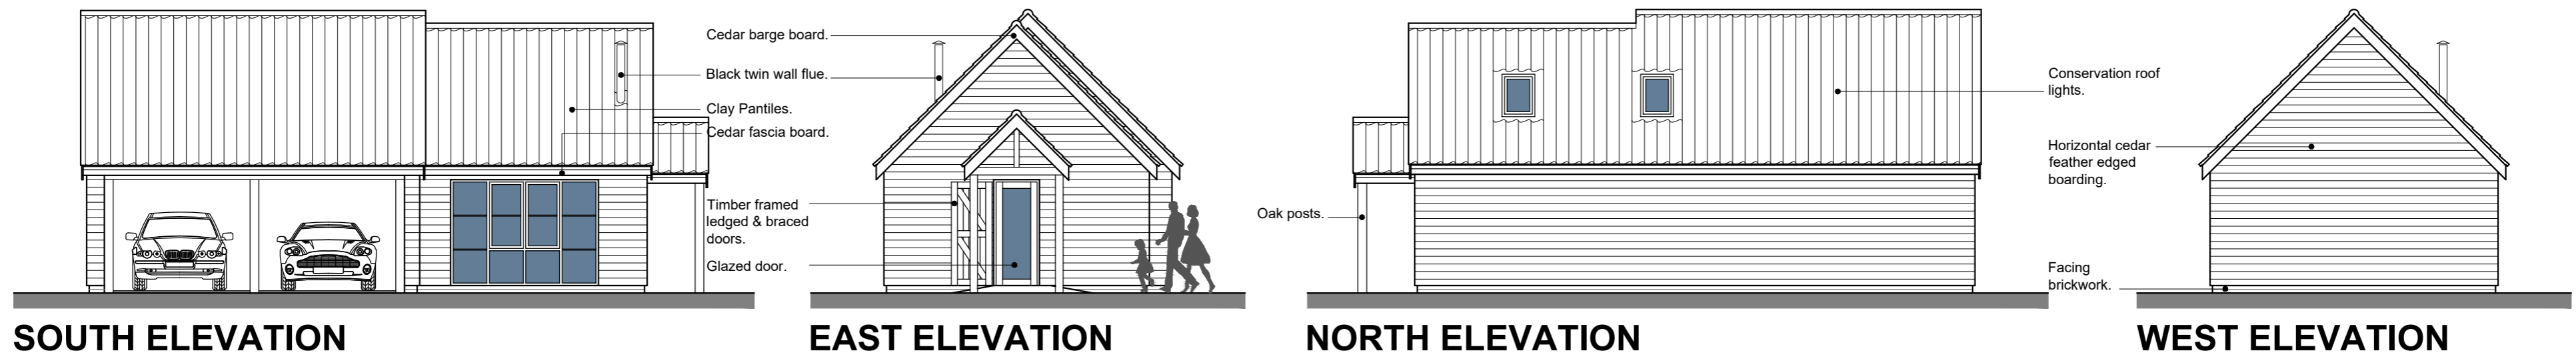 Cedar barge board.
Black twin wall flue.
Clay Pantiles.
Cedar fascia board.
Timber framed
ledged & braced
doors.
Glazed door.
Oak posts.
Conservation roof
lights.
Horizontal cedar
feather edged
boarding.
Facing
brickwork.
SOUTH ELEVATION
EAST ELEVATION
NORTH ELEVATION
WEST ELEVATION